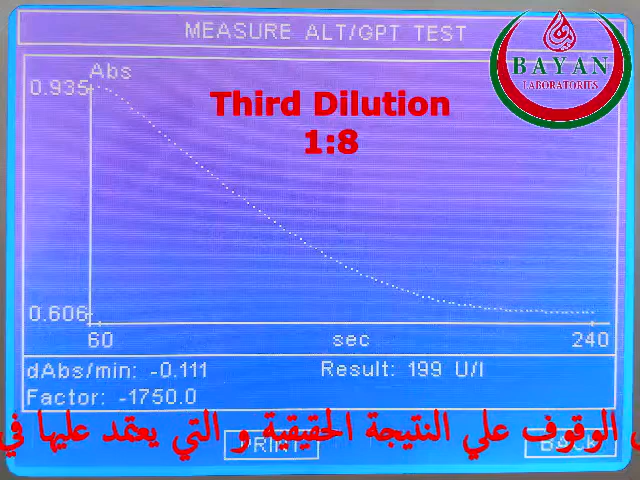 MEASURE ALT/GPT TEST
BAYAN
LABORATORIES
Abs
0.935
Third Dilution
1:8
0.606
60
sec
240
dAbs/min: -0.111
Result: 199 U/l
Factor: -1750.0
الوقوف علي النتيجة الحقيقية و التي يعتمد عليها في
PRINT
BACK